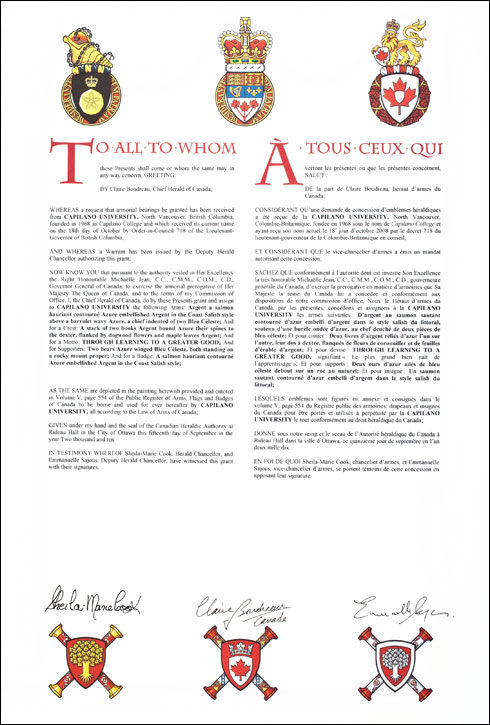 TO·ALL·TO·WHOM
these Presents shall come or whom the same may in
any way concern, GREETING:
BY Claire Boudreau, Chief Herald of Canada,
WHEREAS a request that armorial bearings be granted has been received
from CAPILANO UNIVERSITY, North Vancouver, British Columbia,
founded in 1968 as Capilano College and which received its current name
on the 18th day of October by Order-in-Council 718 of the Lieutenant-
Governor of British Columbia;
AND WHEREAS a Warrant has been issued by the Deputy Herald
Chancellor authorizing this grant;
NOW KNOW YOU that pursuant to the authority vested in Her Excellency
the Right Honourable Michaëlle Jean, C.C., C.M.M., C.O.M., C.D.,
Governor General of Canada, to exercise the armorial prerogative of Her
Majesty The Queen of Canada, and to the terms of my Commission of
Office, I, the Chief Herald of Canada, do by these Presents grant and assign
to CAPILANO UNIVERSITY the following Arms: Argent a salmon
hauriant contourné Azure embellished Argent in the Coast Salish style
above a barrulet wavy Azure, a chief indented of two Bleu Céleste; And
for a Crest: A stack of two books Argent bound Azure their spines to
the dexter, flanked by dogwood flowers and maple leaves Argent; And
for a Motto: THROUGH LEARNING TO A GREATER GOOD; And
for Supporters: Two bears Azure winged Bleu Céleste, both standing on
a rocky mount proper; And for a Badge: A salmon hauriant contourné
Azure embellished Argent in the Coast Salish style;
AS THE SAME are depicted in the painting herewith provided and entered
in Volume V, page 554 of the Public Register of Arms, Flags and Badges
of Canada to be borne and used for ever hereafter by CAPILANO
UNIVERSITY, all according to the Law of Arms of Canada;
GIVEN under my hand and the seal of the Canadian Heraldic Authority at
Rideau Hall in the City of Ottawa this fifteenth day of September in the
year Two thousand and ten.
IN TESTIMONY WHEREOF Sheila-Marie Cook, Herald Chancellor, and
Emmanuelle Sajous, Deputy Herald Chancellor, have witnessed this grant
with their signatures.
À·TOUS·CEUX·QUI
verront les présentes ou que les présentes concernent,
SALUT :
DE la part de Claire Boudreau, héraut d'armes du
Canada;
CONSIDÉRANT qu'une demande de concession d'emblèmes héraldiques
a été reçue de la CAPILANO UNIVERSITY, North Vancouver,
Colombie-Britannique, fondée en 1968 sous le nom de Capilano College et
ayant reçu son nom actuel le 18e jour d'octobre 2008 par le décret 718 du
lieutenant-gouverneur de la Colombie-Britannique en conseil;
ET CONSIDÉRANT QUE le vice-chancelier d'armes a émis un mandat
autorisant cette concession.
SACHEZ QUE conformément à l'autorité dont est investie Son Excellence
la très honorable Michaëlle Jean, C.C., C.M.M., C.O.M., C.D., gouverneure
générale du Canada, d'exercer la prérogative en matière d'armoiries que Sa
Majesté la reine du Canada lui a concédée et conformément aux
dispositions de notre commission d'office, Nous, le Héraut d'armes du
Canada, par les présentes, concédons et assignons à la CAPILANO
UNIVERSITY les armes suivantes : D'argent au saumon sautant
contourné d'azur embelli d'argent dans le style salish du littoral,
soutenu d'une burèle ondée d'azur, au chef denché de deux pièces de
bleu céleste; Et pour cimier : Deux livres d'argent reliés d'azur l'un sur
l'autre, leur dos à dextre, flanqués de fleurs de cornouiller et de feuilles
d'érable d'argent; Et pour devise : THROUGH LEARNING TO A
GREATER GOOD, signifiant « Le plus grand bien naît de
l'apprentissage »; Et pour supports : Deux ours d'azur ailés de bleu
céleste debout sur un roc au naturel; Et pour insigne : Un saumon
sautant contourné d'azur embelli d'argent dans le style salish du
littoral;
LESQUELS emblèmes sont figurés en annexe et consignés dans le
volume V, page 554 du Registre public des armoiries, drapeaux et insignes
du Canada pour être portés et utilisés à perpétuité par la CAPILANO
UNIVERSITY le tout conformément au droit héraldique du Canada;
DONNÉ sous notre seing et le sceau de l'Autorité héraldique du Canada à
Rideau Hall dans la ville d'Ottawa, ce quinzième jour de septembre en l'an
deux mille dix.
EN FOI DE QUOI Sheila-Marie Cook, chancelier d'armes, et Emmanuelle
Sajous, vice-chancelier d'armes, se portent témoins de cette concession en
apposant leur signature.
Sheila-Marie Cook
Claire Boudreau
Canada